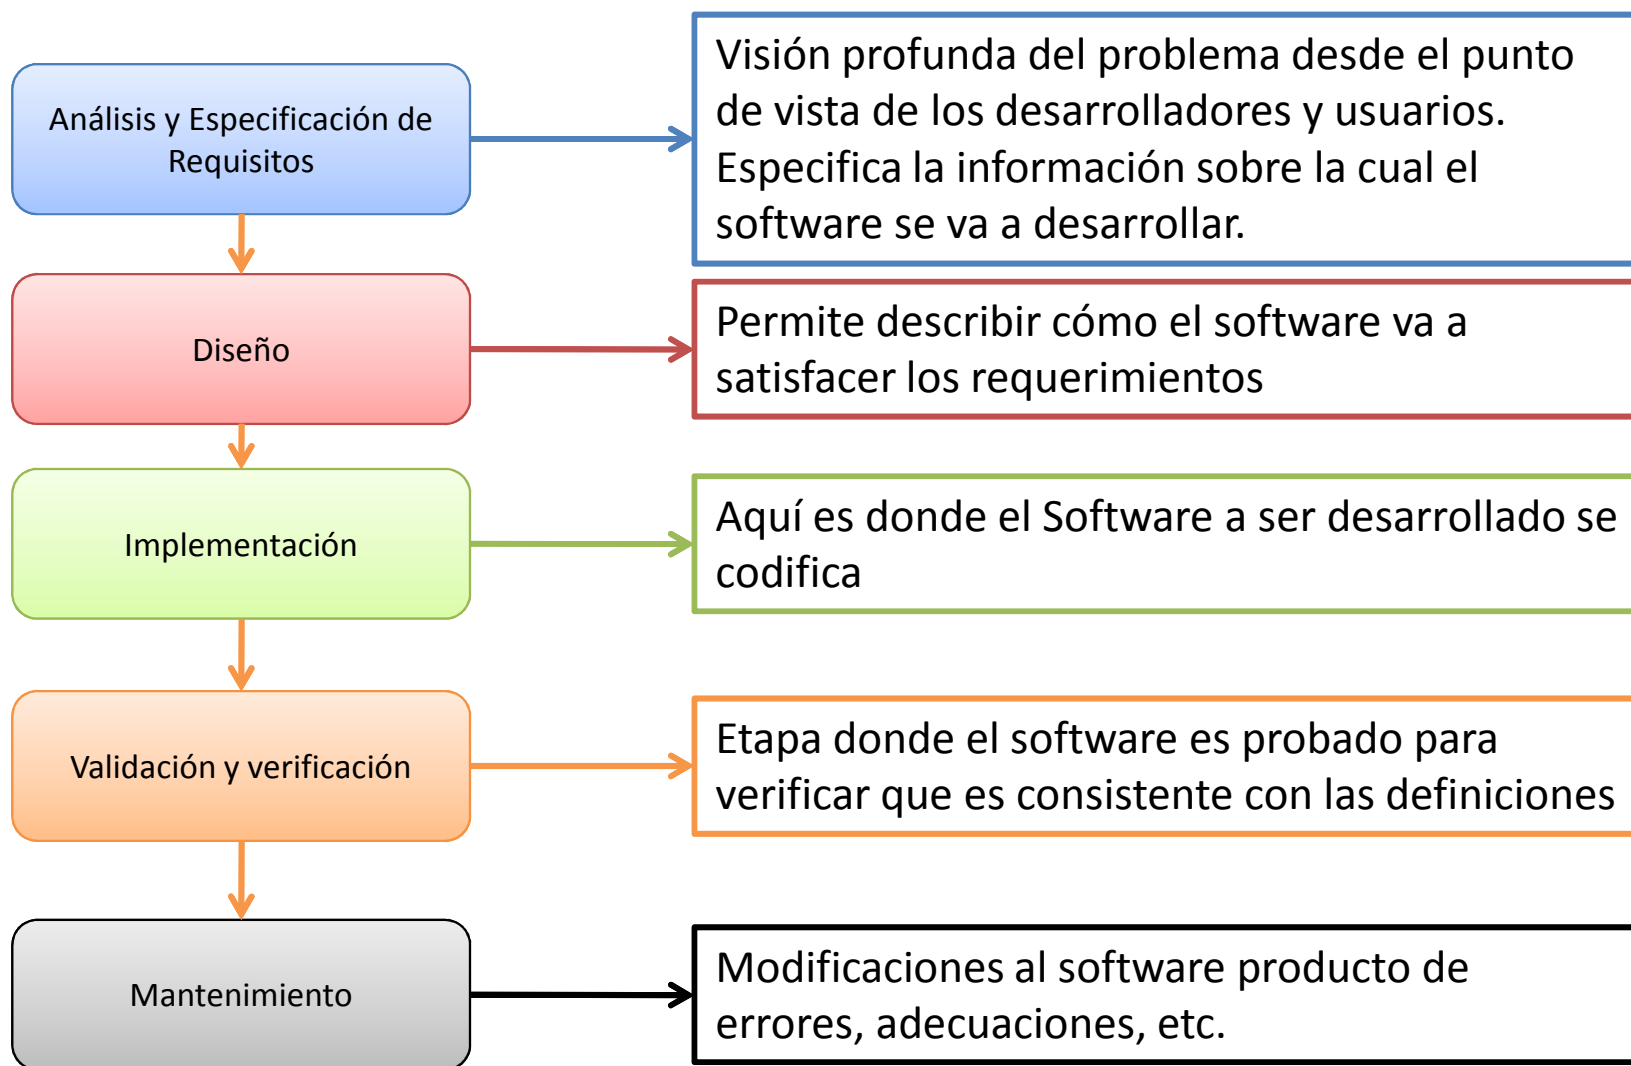 Análisis y Especificación de
Requisitos
Visión profunda del problema desde el punto
de vista de los desarrolladores y usuarios.
Especifica la información sobre la cual el
software se va a desarrollar.
Diseño
Permite describir cómo el software va a
satisfacer los requerimientos
Implementación
Aquí es donde el Software a ser desarrollado se
codifica
Validación y verificación
Etapa donde el software es probado para
verificar que es consistente con las definiciones
Mantenimiento
Modificaciones al software producto de
errores, adecuaciones, etc.